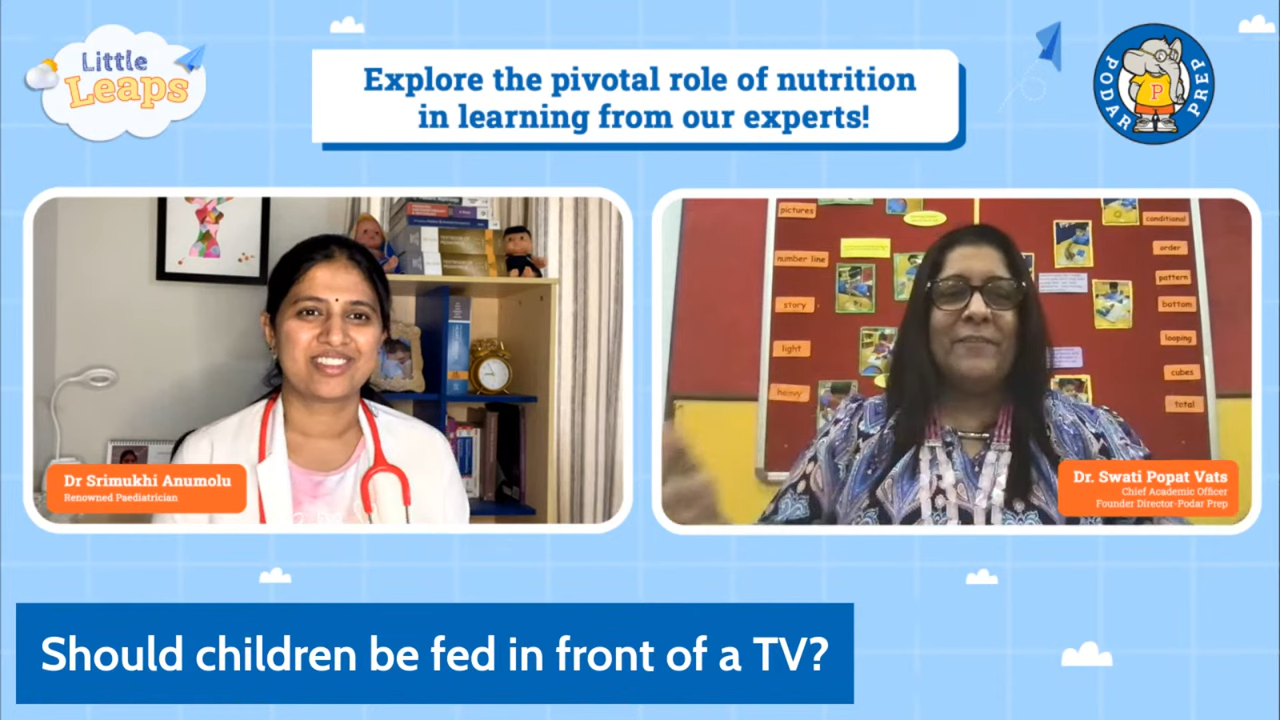 Little
Leaps
Explore the pivotal role of nutrition
in learning from our experts!
PODAR PREP
P
pictures
number line
story
light
heavy
conditional
order
pattern
bottom
looping
cubes
total
Dr Srimukhi Anumolu
Renowned Paediatrician
Dr. Swati Popat Vats
Chief Academic Officer
Founder Director-Podar Prep
Should children be fed in front of a TV?